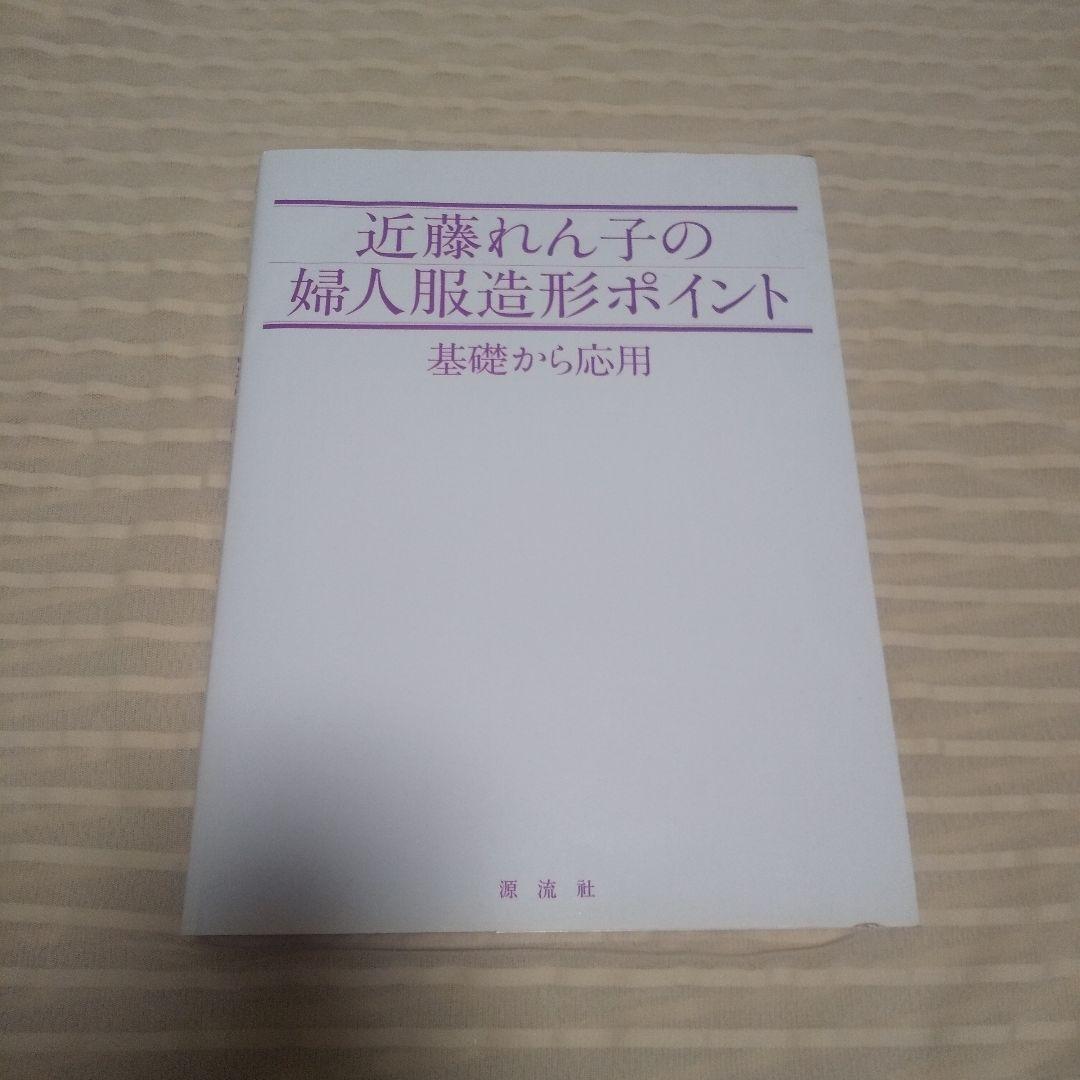 近藤れん子の
婦人服造形ポイント
基礎から応用
源流社